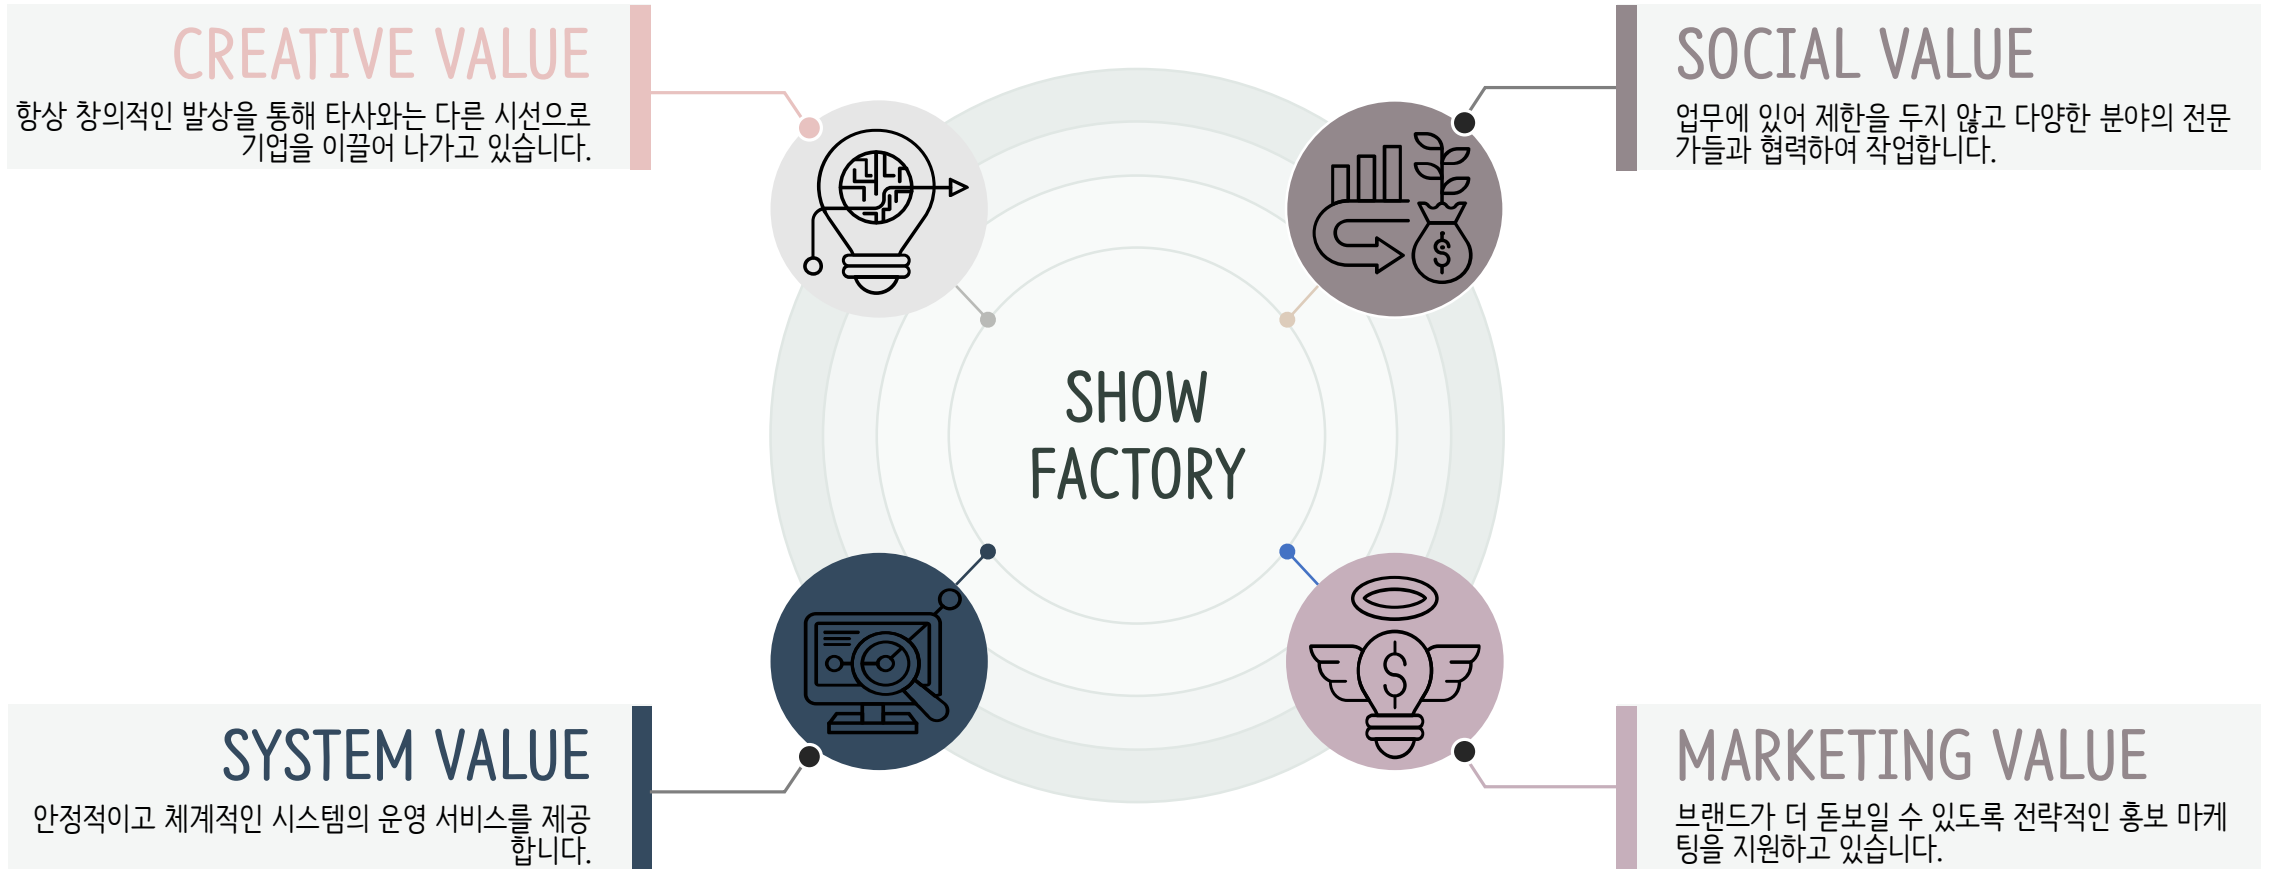 CREATIVE VALUE
항상 창의적인 발상을 통해 타사와는 다른 시선으로
기업을 이끌어 나가고 있습니다.
SOCIAL VALUE
업무에 있어 제한을 두지 않고 다양한 분야의 전문
가들과 협력하여 작업합니다.
SHOW
FACTORY
SYSTEM VALUE
안정적이고 체계적인 시스템의 운영 서비스를 제공
합니다.
MARKETING VALUE
브랜드가 더 돋보일 수 있도록 전략적인 홍보 마케
팅을 지원하고 있습니다.